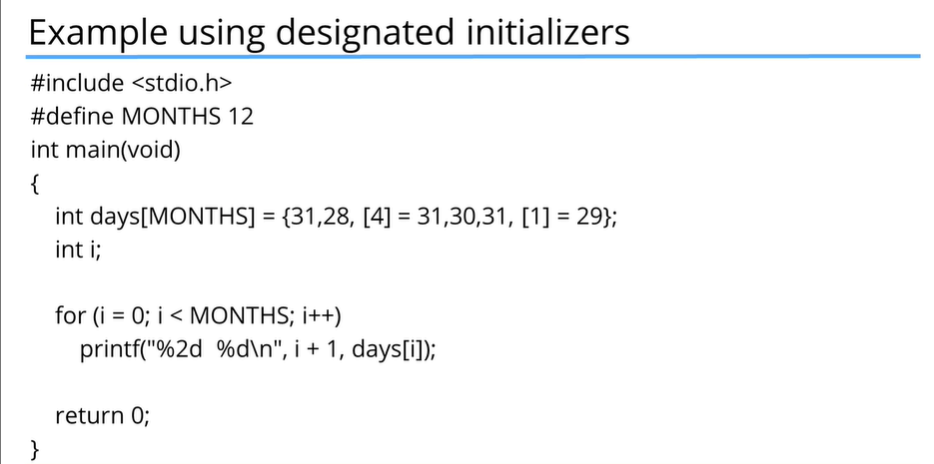 Example using designated initializers
#include <stdio.h>
#define MONTHS 12
int main(void)
{
int days[MONTHS] = {31,28, [4] = 31,30,31, [1] = 29};
int i;
for (i = 0; i < MONTHS; i++)
printf("%2d  %d\n", i + 1, days[i]);
return 0;
}